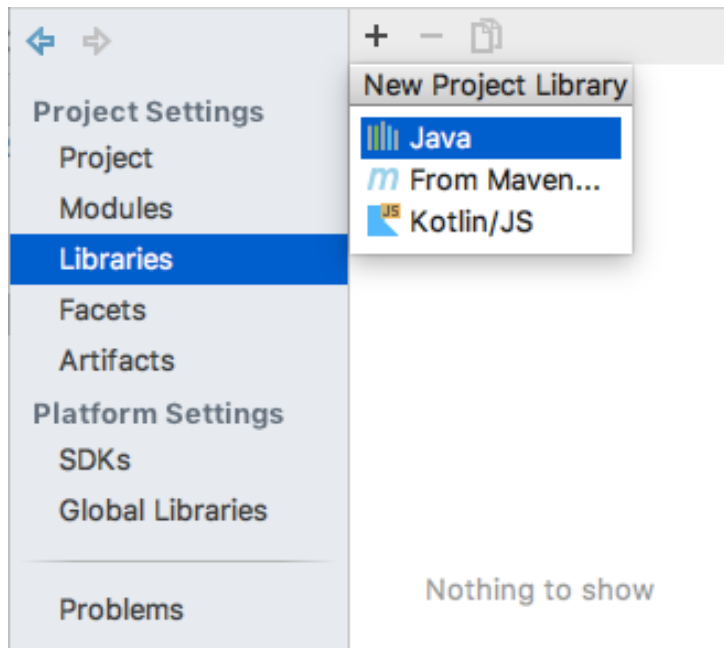 Project Settings
Project
Modules
Libraries
Facets
Artifacts
Platform Settings
SDKs
Global Libraries
Problems
New Project Library
Java
From Maven...
JS
Kotlin/JS
Nothing to show